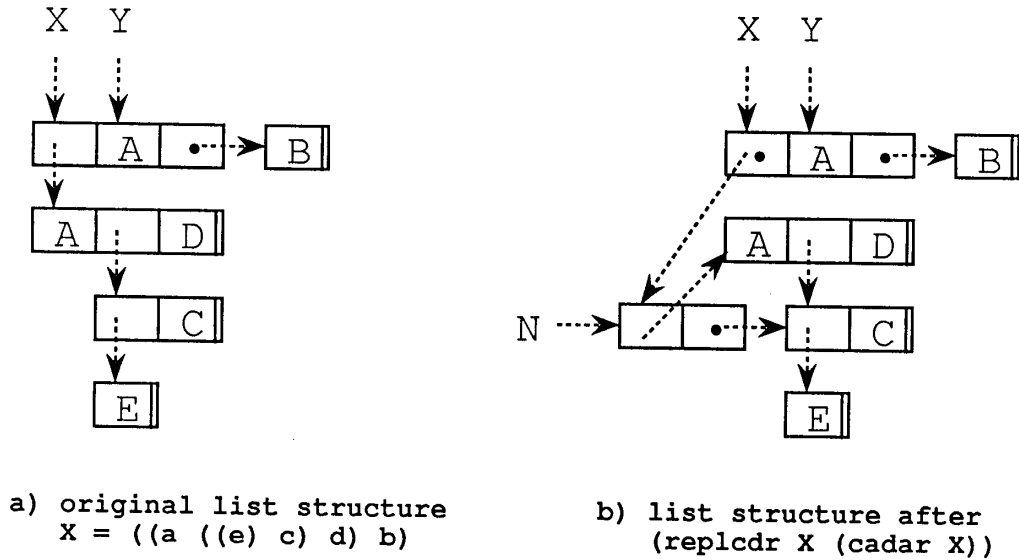 X Y
A B
A D
C
E
a) original list structure
X = ((a ((e) c) d) b)
X Y
A B
A D
N C
E
b) list structure after
(replcdr X (cadar X))